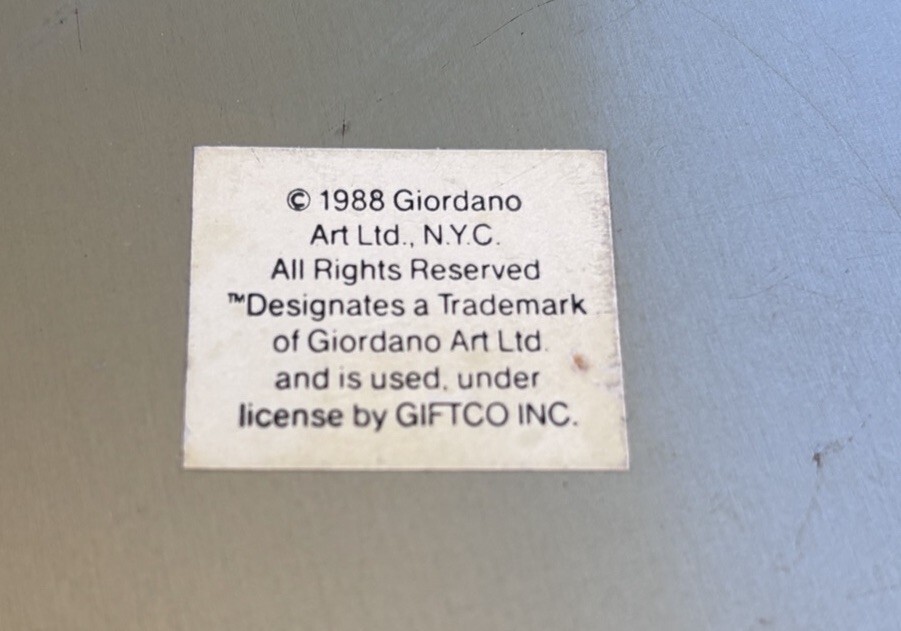 © 1988 Giordano
Art Ltd., N.Y.C.
All Rights Reserved
™Designates a Trademark
of Giordano Art Ltd.
and is used, under
license by GIFTCO INC.